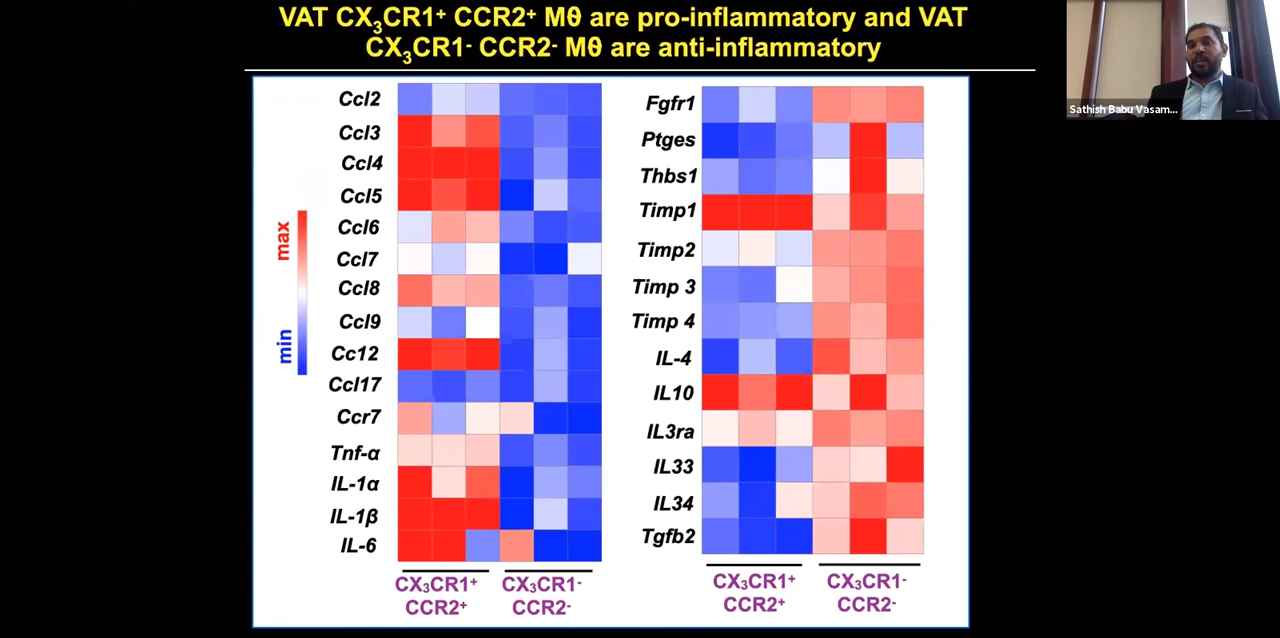 VAT CX₃CR1⁺ CCR2⁺ Mθ are pro-inflammatory and VAT
CX₃CR1⁻ CCR2⁻ Mθ are anti-inflammatory
Sathish Babu Vasam...
max
min
Ccl2
Ccl3
Ccl4
Ccl5
Ccl6
Ccl7
Ccl8
Ccl9
Cc12
Ccl17
Ccr7
Tnf-α
IL-1α
IL-1β
IL-6
CX₃CR1⁺
CCR2⁺
CX₃CR1⁻
CCR2⁻
Fgfr1
Ptges
Thbs1
Timp1
Timp2
Timp 3
Timp 4
IL-4
IL10
IL3ra
IL33
IL34
Tgfb2
CX₃CR1⁺
CCR2⁺
CX₃CR1⁻
CCR2⁻